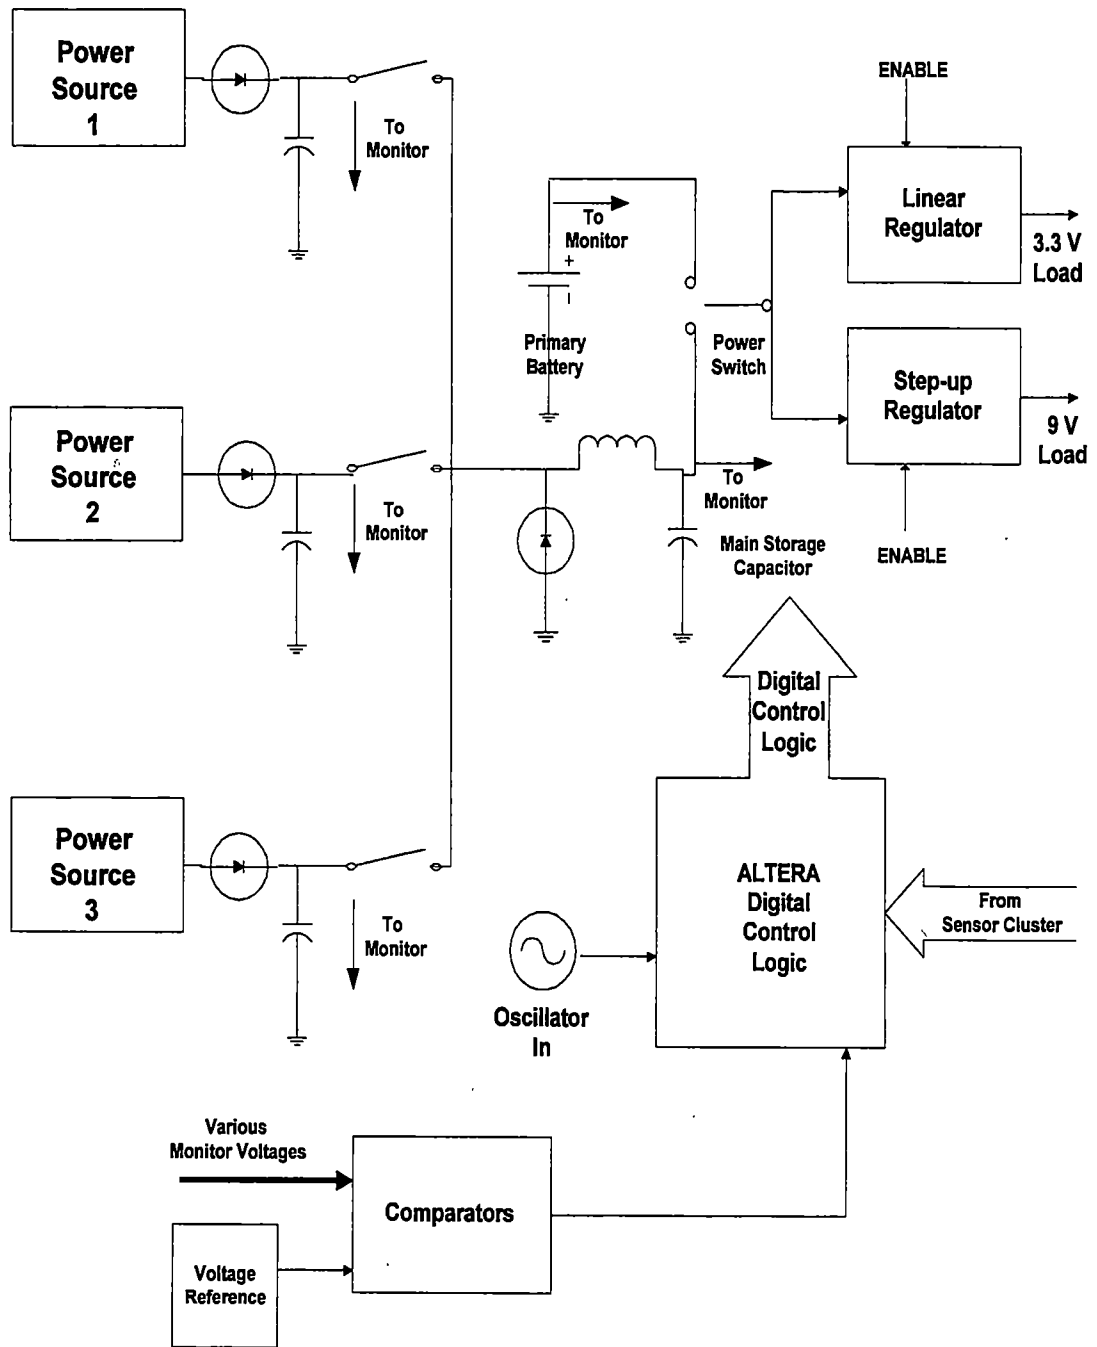 Power
Source
1
To
Monitor
ENABLE
Linear
Regulator
3.3 V
Load
To
Monitor
+
Primary
Battery
Power
Switch
Step-up
Regulator
9 V
Load
ENABLE
Power
Source
2
To
Monitor
To
Monitor
Main Storage
Capacitor
Digital
Control
Logic
Power
Source
3
To
Monitor
ALTERA
Digital
Control
Logic
From
Sensor Cluster
Oscillator
In
Various
Monitor Voltages
Comparators
Voltage
Reference